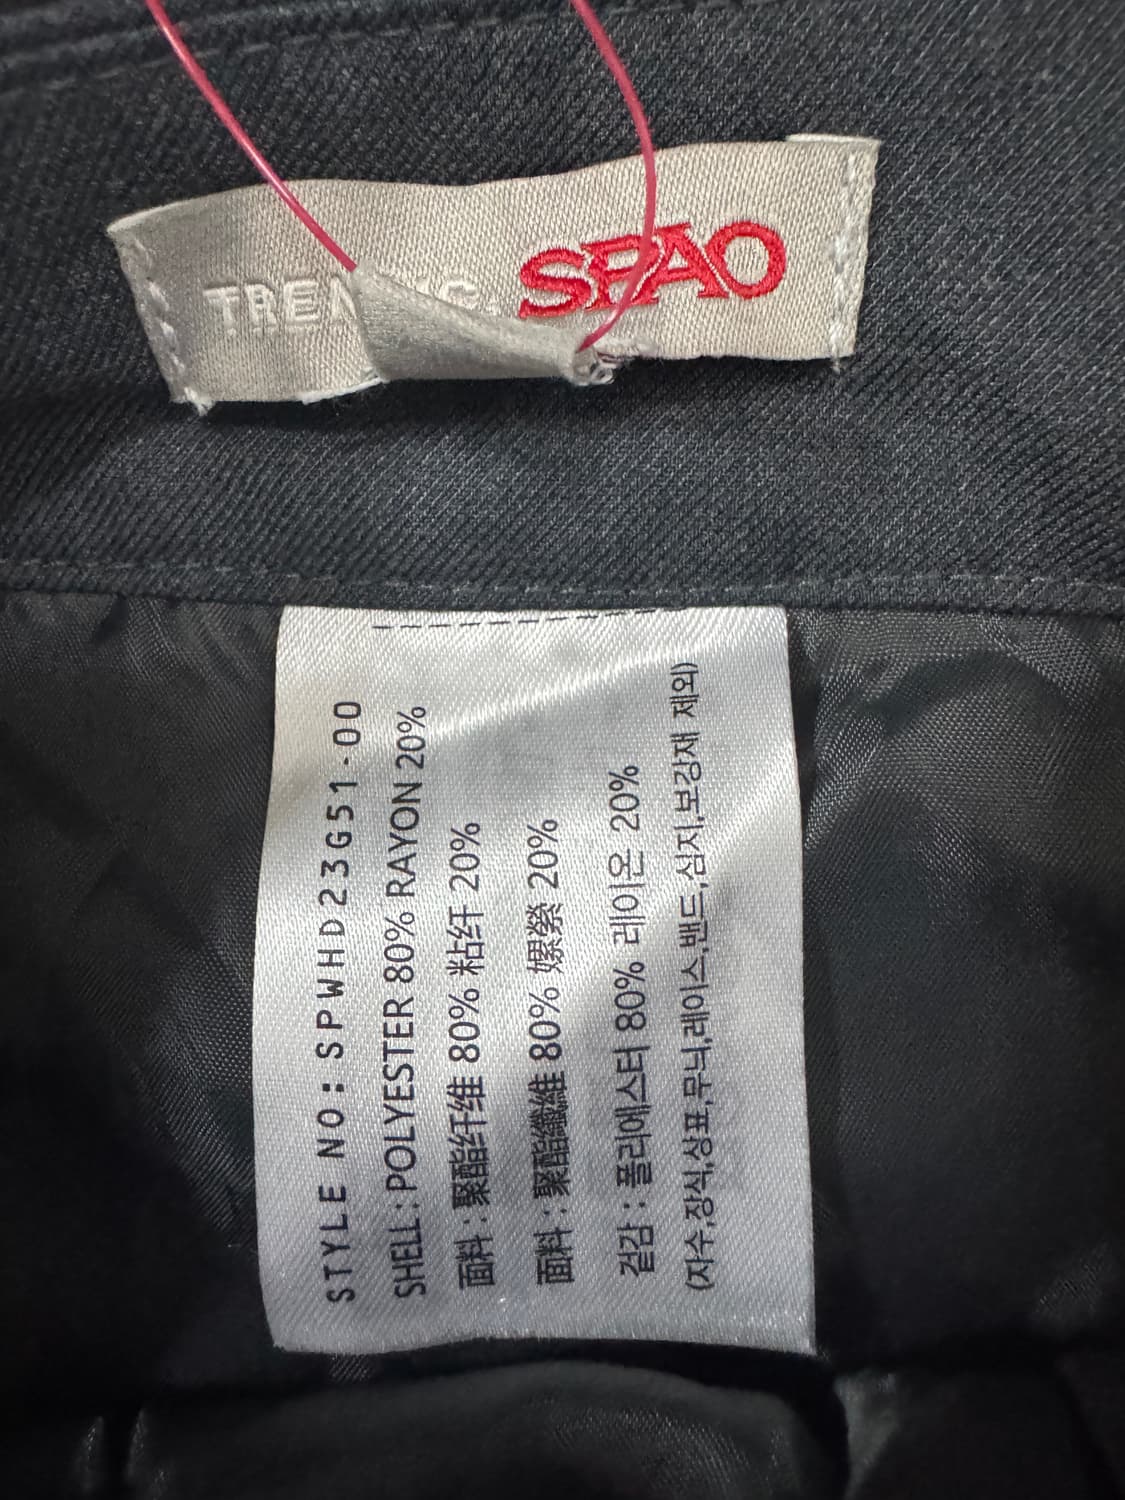 SPAO
STYLE NO:SPWHD23G51-00
SHELL: POLYESTER 80% RAYON 20%
面料:聚酯纤维 80% 粘纤 20%
面料:聚酯纖維 80% 嫘縈 20%
겉감 : 폴리에스터 80% 레이온 20%
(자수,장식,상표,무늬,레이스,밴드,심지,보강재 제외)